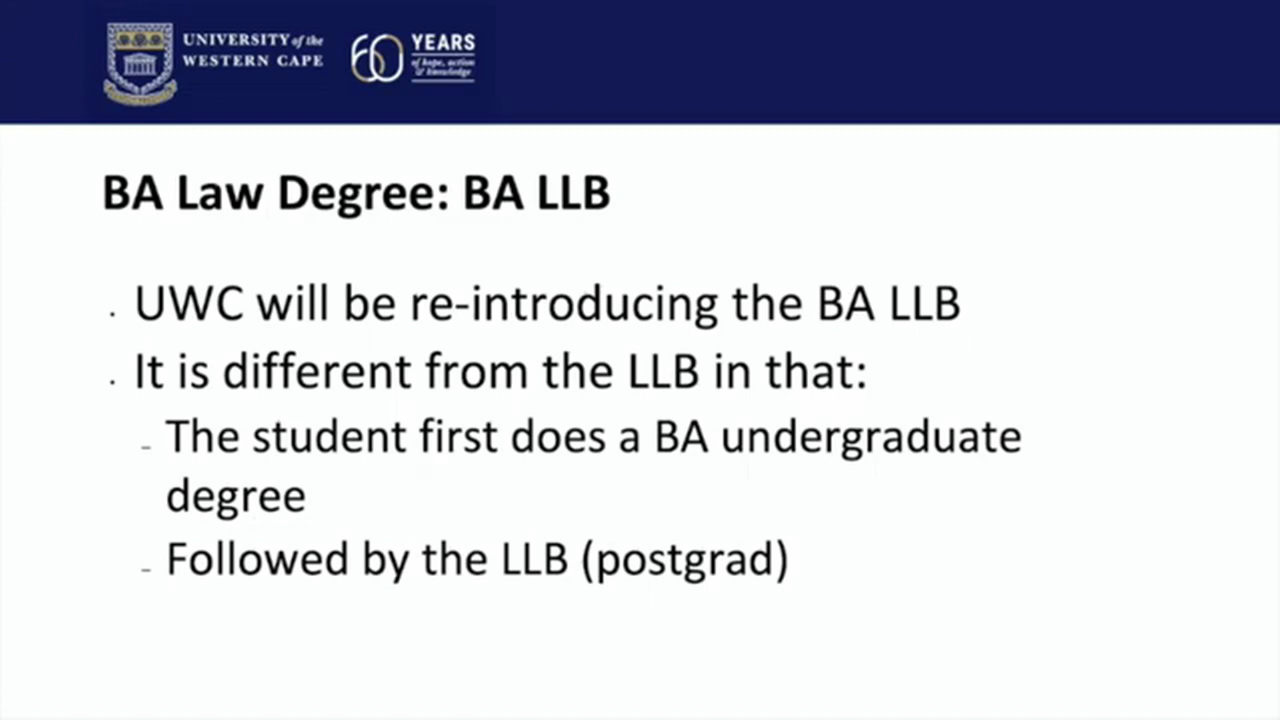 UNIVERSITY of the
WESTERN CAPE
60 YEARS
of hope, action
& knowledge
BA Law Degree: BA LLB
· UWC will be re-introducing the BA LLB
· It is different from the LLB in that:
- The student first does a BA undergraduate
degree
- Followed by the LLB (postgrad)